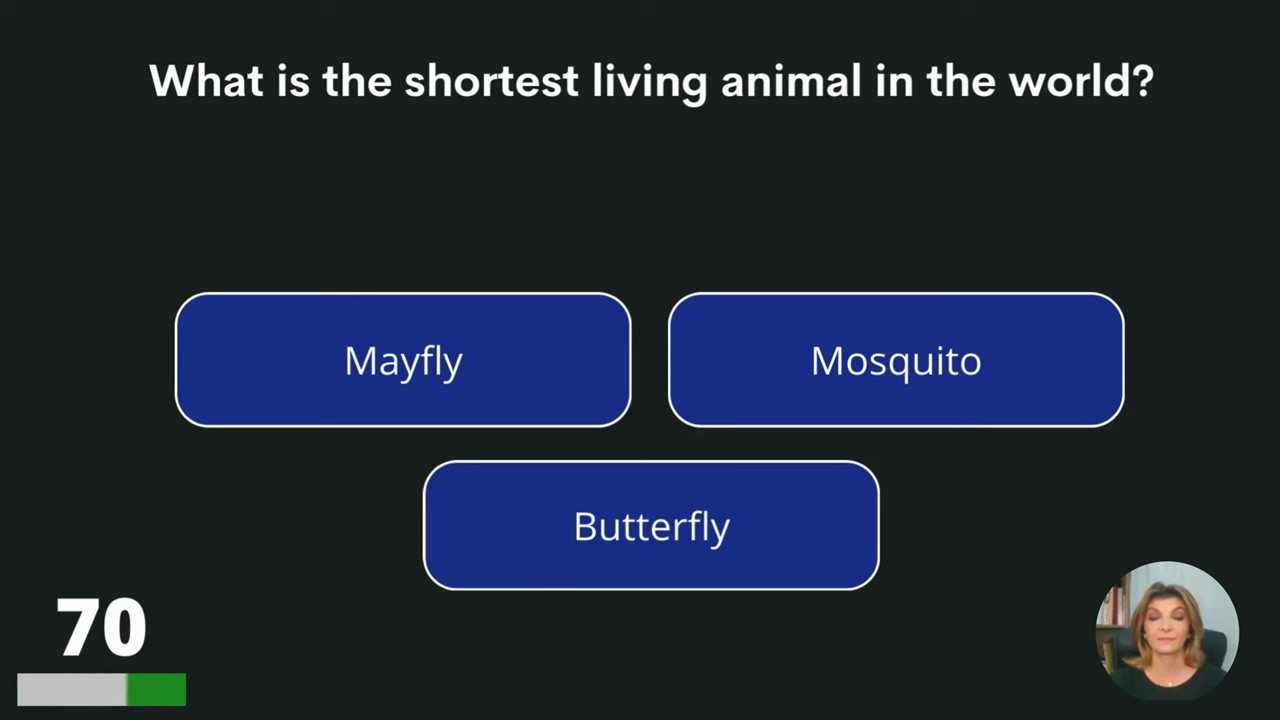 What is the shortest living animal in the world?
Mayfly
Mosquito
Butterfly
70